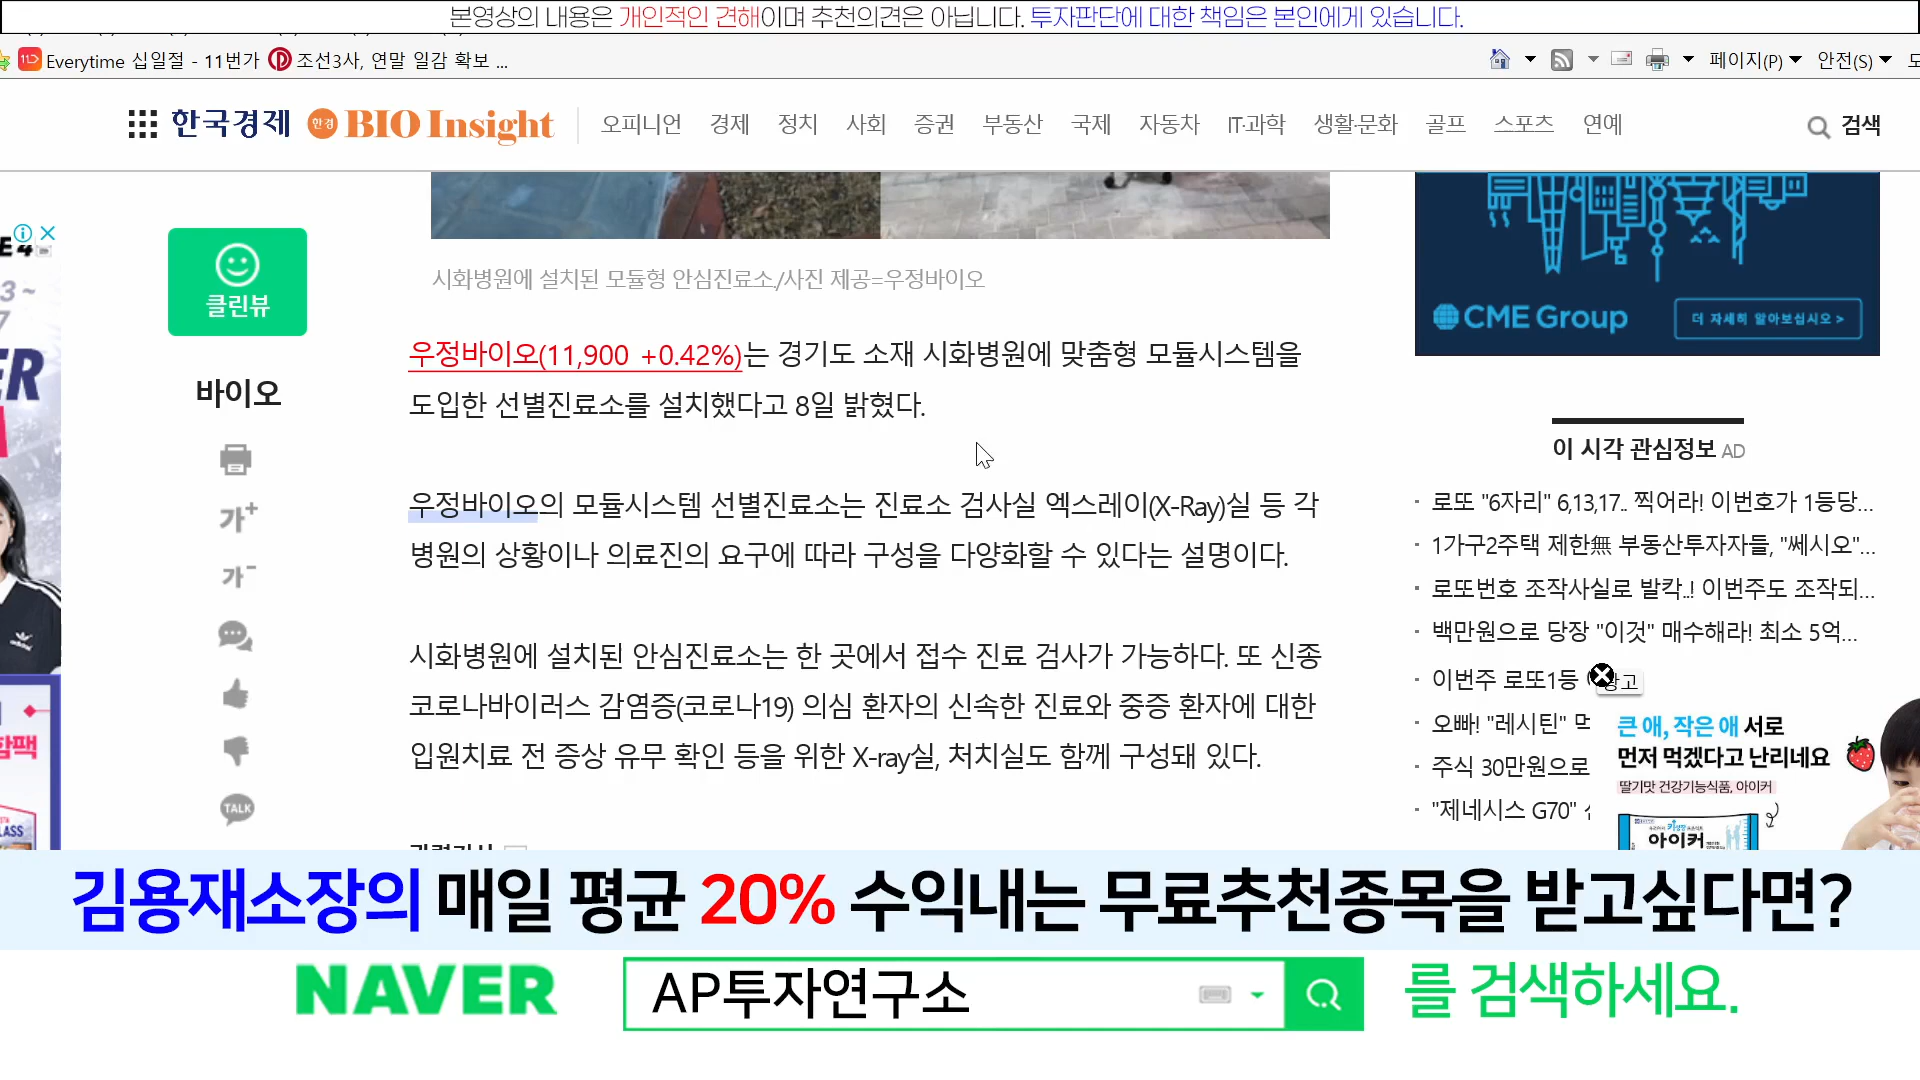 본영상의 내용은 개인적인 견해이며 추천의견은 아닙니다. 투자판단에 대한 책임은 본인에게 있습니다.
11D Everytime 십일절 - 11번가 조선3사, 연말 일감 확보 ...
페이지(P) 안전(S)
한국경제 한경 BIO Insight 오피니언 경제 정치 사회 증권 부동산 국제 자동차 IT·과학 생활·문화 골프 스포츠 연예 검색
클린뷰
바이오
가+
가-
TALK
시화병원에 설치된 모듈형 안심진료소./사진 제공=우정바이오
우정바이오(11,900 +0.42%)는 경기도 소재 시화병원에 맞춤형 모듈시스템을
도입한 선별진료소를 설치했다고 8일 밝혔다.
우정바이오의 모듈시스템 선별진료소는 진료소 검사실 엑스레이(X-Ray)실 등 각
병원의 상황이나 의료진의 요구에 따라 구성을 다양화할 수 있다는 설명이다.
시화병원에 설치된 안심진료소는 한 곳에서 접수 진료 검사가 가능하다. 또 신종
코로나바이러스 감염증(코로나19) 의심 환자의 신속한 진료와 중증 환자에 대한
입원치료 전 증상 유무 확인 등을 위한 X-ray실, 처치실도 함께 구성돼 있다.
CME Group 더 자세히 알아보십시오 >
이 시각 관심정보 AD
· 로또 "6자리" 6,13,17.. 찍어라! 이번호가 1등당...
· 1가구2주택 제한無 부동산투자자들, "쎄시오"...
· 로또번호 조작사실로 발칵..! 이번주도 조작되...
· 백만원으로 당장 "이것" 매수해라! 최소 5억...
· 이번주 로또1등
광고
· 오빠! "레시틴" 먹
· 주식 30만원으로
· "제네시스 G70"
큰 애, 작은 애 서로
먼저 먹겠다고 난리네요
딸기맛 건강기능식품, 아이커
아이커
김용재소장의 매일 평균 20% 수익내는 무료추천종목을 받고싶다면?
NAVER AP투자연구소 를 검색하세요.